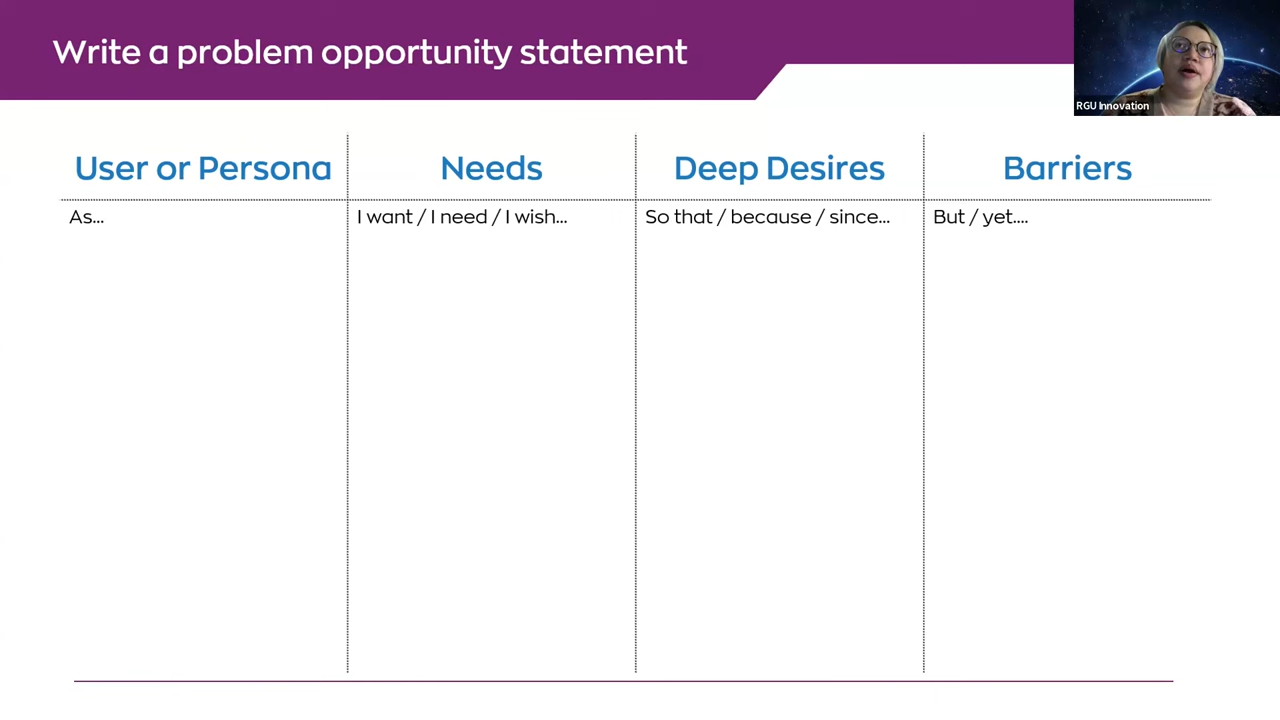 Write a problem opportunity statement
RGU Innovation
User or Persona
Needs
Deep Desires
Barriers
As...
I want / I need / I wish...
So that / because / since...
But / yet....